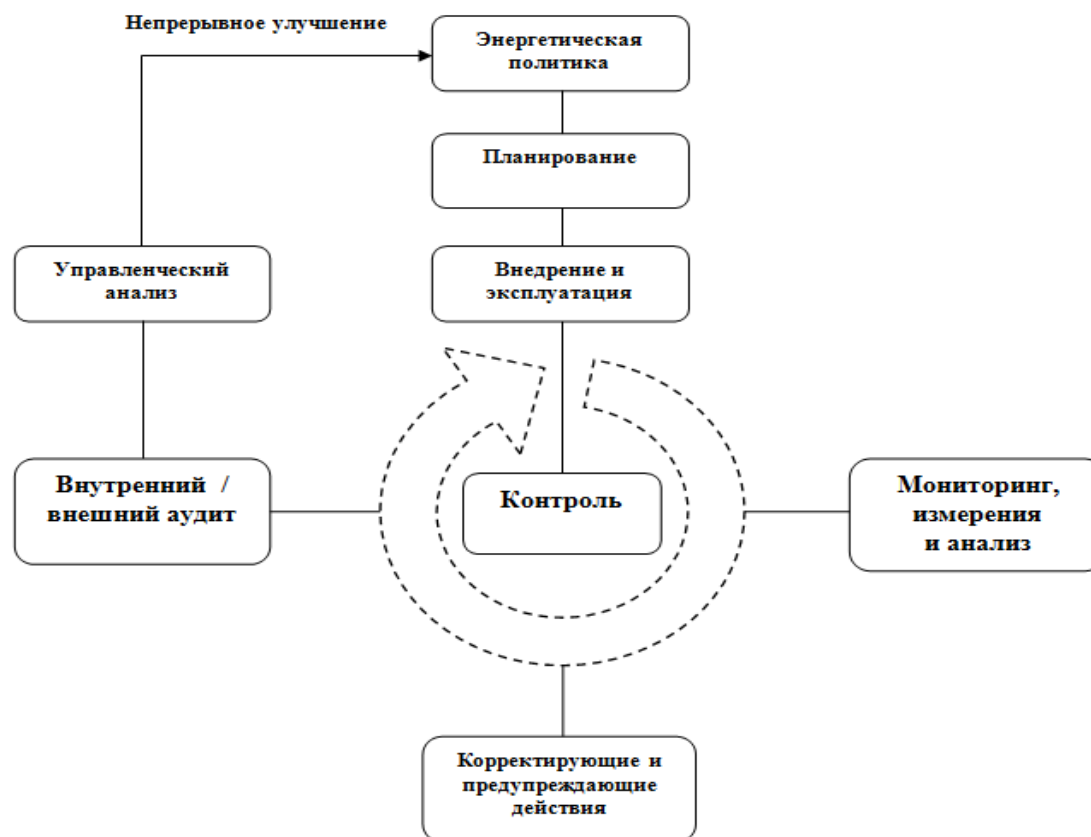 Непрерывное улучшение
Энергетическая
политика
Планирование
Управленческий
анализ
Внедрение и
эксплуатация
Внутренний /
внешний аудит
Контроль
Мониторинг,
измерения
и анализ
Корректирующие и
предупреждающие
действия